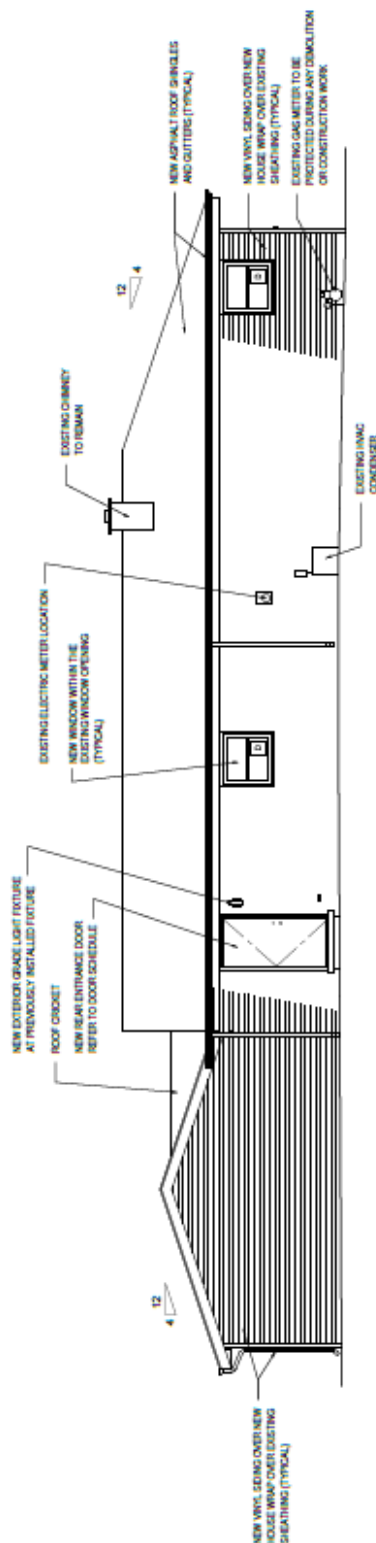 NEW VINYL SIDING OVER NEW
HOUSE WRAP OVER EXISTING
SHEATHING (TYPICAL)
12
4
NEW EXTERIOR GRADE LIGHT FIXTURE
AT PREVIOUSLY INSTALLED FIXTURE
ROOF CRICKET
NEW REAR ENTRANCE DOOR
REFER TO DOOR SCHEDULE
EXISTING ELECTRIC METER LOCATION
NEW WINDOW WITHIN THE
EXISTING WINDOW OPENING
(TYPICAL)
EXISTING CHIMNEY
TO REMAIN
EXISTING HVAC
CONDENSER
12
4
NEW ASPHALT ROOF SHINGLES
AND GUTTERS (TYPICAL)
NEW VINYL SIDING OVER NEW
HOUSE WRAP OVER EXISTING
SHEATHING (TYPICAL)
EXISTING GAS METER TO BE
PROTECTED DURING ANY DEMOLITION
OR CONSTRUCTION WORK